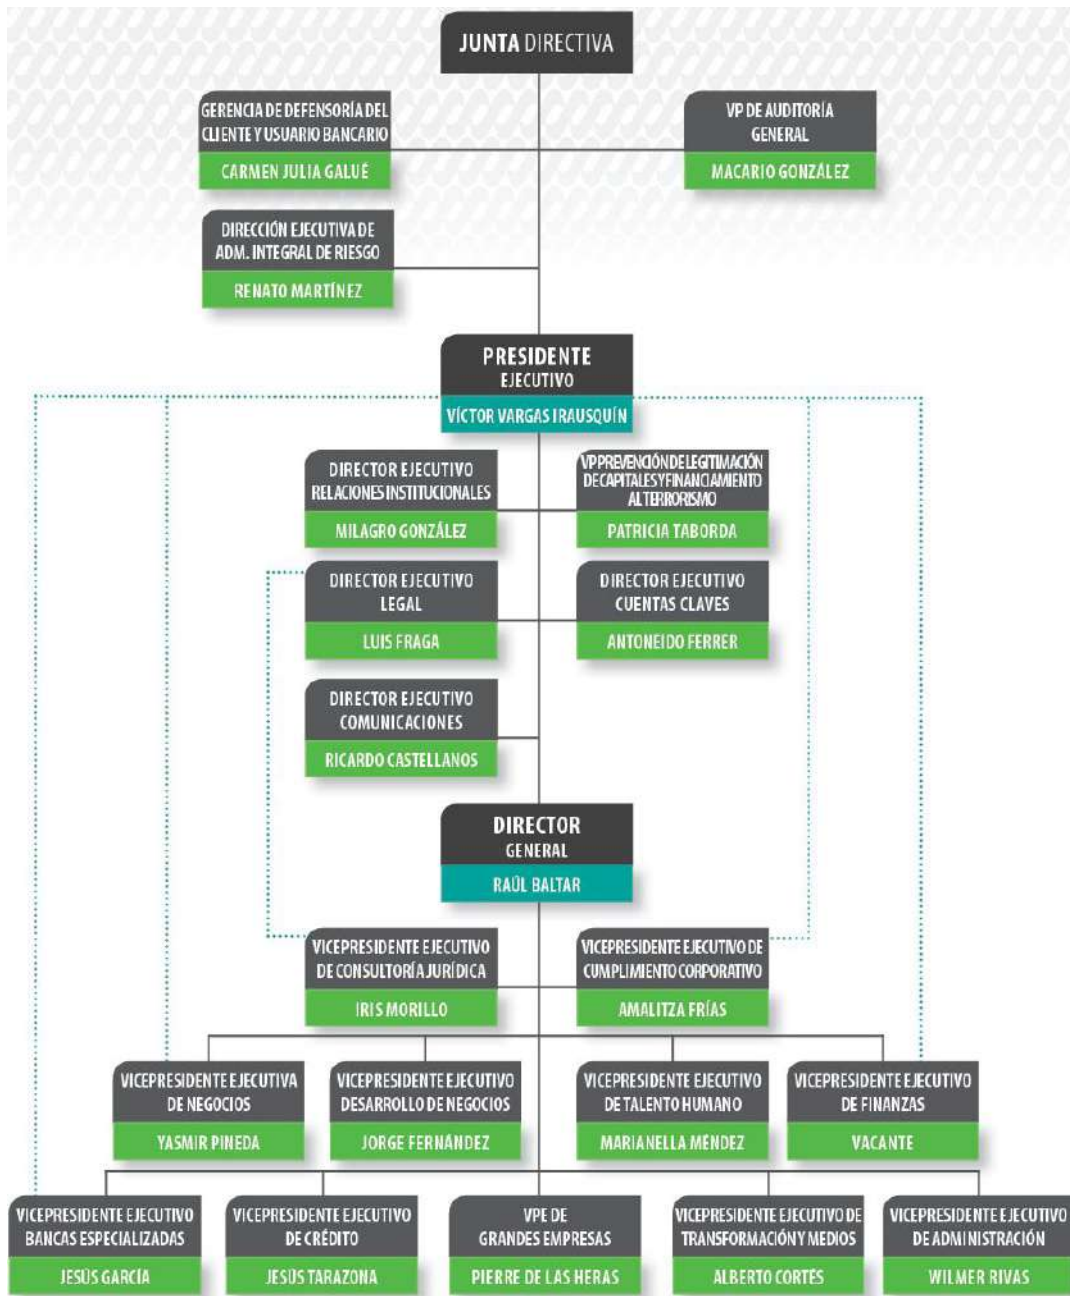 JUNTA DIRECTIVA
GERENCIA DE DEFENSORÍA DEL
CLIENTE Y USUARIO BANCARIO
CARMEN JULIA GALUÉ
VP DE AUDITORÍA
GENERAL
MACARIO GONZÁLEZ
DIRECCIÓN EJECUTIVA DE
ADM. INTEGRAL DE RIESGO
RENATO MARTÍNEZ
PRESIDENTE
EJECUTIVO
VÍCTOR VARGAS IRAUSQUÍN
DIRECTOR EJECUTIVO
RELACIONES INSTITUCIONALES
MILAGRO GONZÁLEZ
VP PREVENCIÓN DE LEGITIMACIÓN
DE CAPITALES Y FINANCIAMIENTO
AL TERRORISMO
PATRICIA TABORDA
DIRECTOR EJECUTIVO
LEGAL
LUIS FRAGA
DIRECTOR EJECUTIVO
CUENTAS CLAVES
ANTONEIDO FERRER
DIRECTOR EJECUTIVO
COMUNICACIONES
RICARDO CASTELLANOS
DIRECTOR
GENERAL
RAÚL BALTAR
VICEPRESIDENTE EJECUTIVO
DE CONSULTORÍA JURÍDICA
IRIS MORILLO
VICEPRESIDENTE EJECUTIVO DE
CUMPLIMIENTO CORPORATIVO
AMALITZA FRÍAS
VICEPRESIDENTE EJECUTIVA
DE NEGOCIOS
YASMIR PINEDA
VICEPRESIDENTE EJECUTIVO
DESARROLLO DE NEGOCIOS
JORGE FERNÁNDEZ
VICEPRESIDENTE EJECUTIVO
DE TALENTO HUMANO
MARIANELLA MÉNDEZ
VICEPRESIDENTE EJECUTIVO
DE FINANZAS
VACANTE
VICEPRESIDENTE EJECUTIVO
BANCAS ESPECIALIZADAS
JESÚS GARCÍA
VICEPRESIDENTE EJECUTIVO
DE CRÉDITO
JESÚS TARAZONA
VPE DE
GRANDES EMPRESAS
PIERRE DE LAS HERAS
VICEPRESIDENTE EJECUTIVO DE
TRANSFORMACIÓN Y MEDIOS
ALBERTO CORTÉS
VICEPRESIDENTE EJECUTIVO
DE ADMINISTRACIÓN
WILMER RIVAS